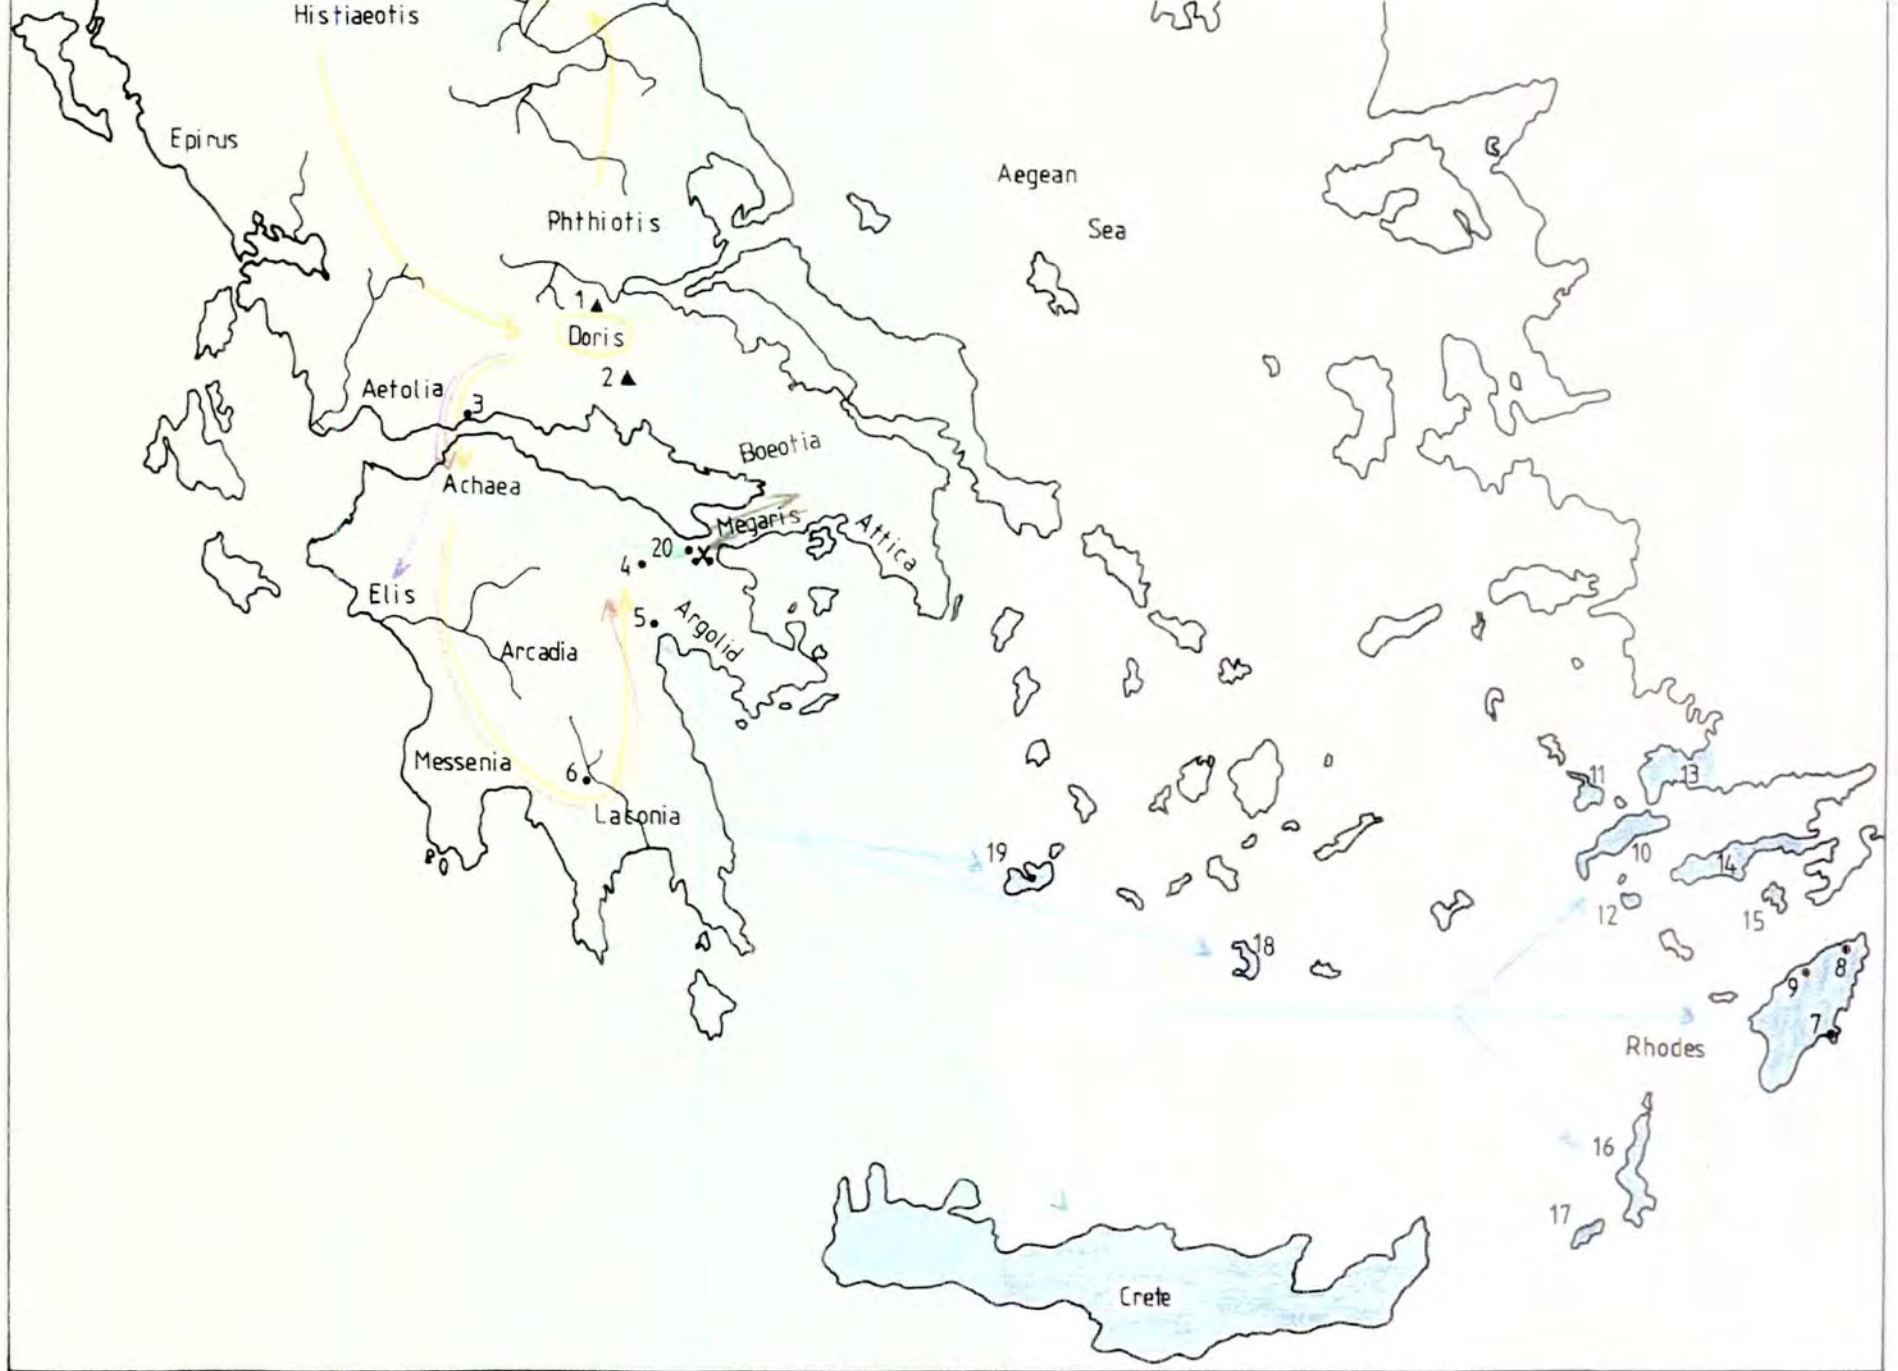 Histiaeotis
Epirus
Aegean
Sea
Phthiotis
1
Doris
2
Aetolia
3
Boeotia
Achaea
Megaris
Attica
20
4
Elis
5
Argolid
Arcadia
Messenia
6
Laconia
11
13
19
10
14
12
15
18
8
9
7
Rhodes
16
17
Crete